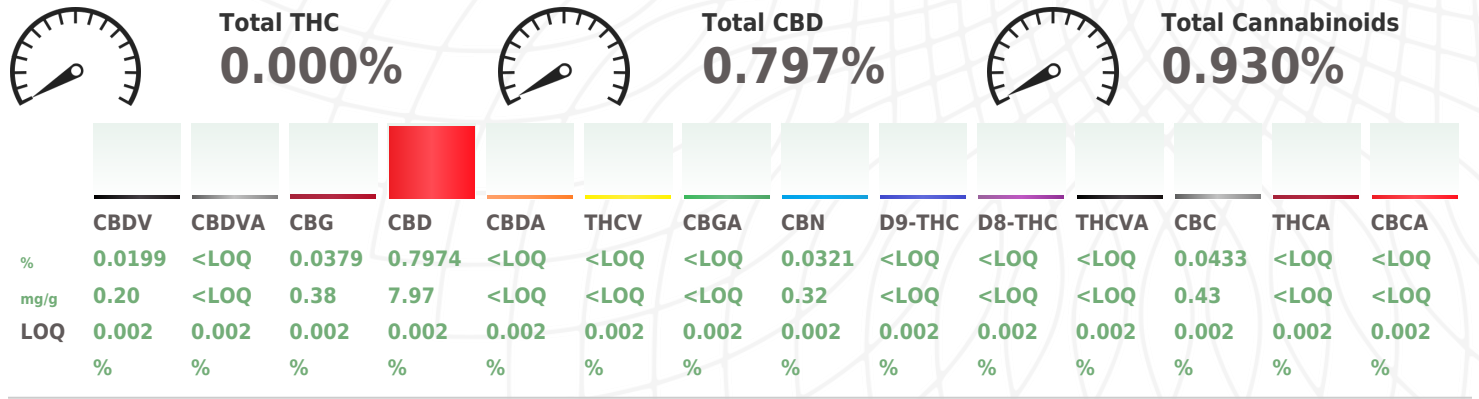 Total THC Total CBD Total Cannabinoids
0.000% 0.797% 0.930%
CBDV CBDVA CBG CBD CBDA THCV CBGA CBN D9-THC D8-THC THCVA CBC THCA CBCA
% 0.0199 <LOQ 0.0379 0.7974 <LOQ <LOQ <LOQ 0.0321 <LOQ <LOQ <LOQ 0.0433 <LOQ <LOQ
mg/g 0.20 <LOQ 0.38 7.97 <LOQ <LOQ <LOQ 0.32 <LOQ <LOQ <LOQ 0.43 <LOQ <LOQ
LOQ 0.002 0.002 0.002 0.002 0.002 0.002 0.002 0.002 0.002 0.002 0.002 0.002 0.002 0.002
% % % % % % % % % % % % % %